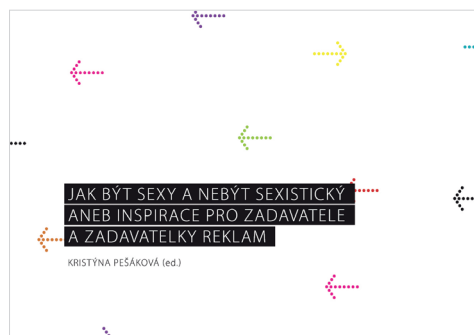 JAK BÝT SEXY A NEBÝT SEXISTICKÝ
ANEB INSPIRACE PRO ZADAVATELE
A ZADAVATELKY REKLAM
KRISTÝNA PEŠÁKOVÁ (ed.)